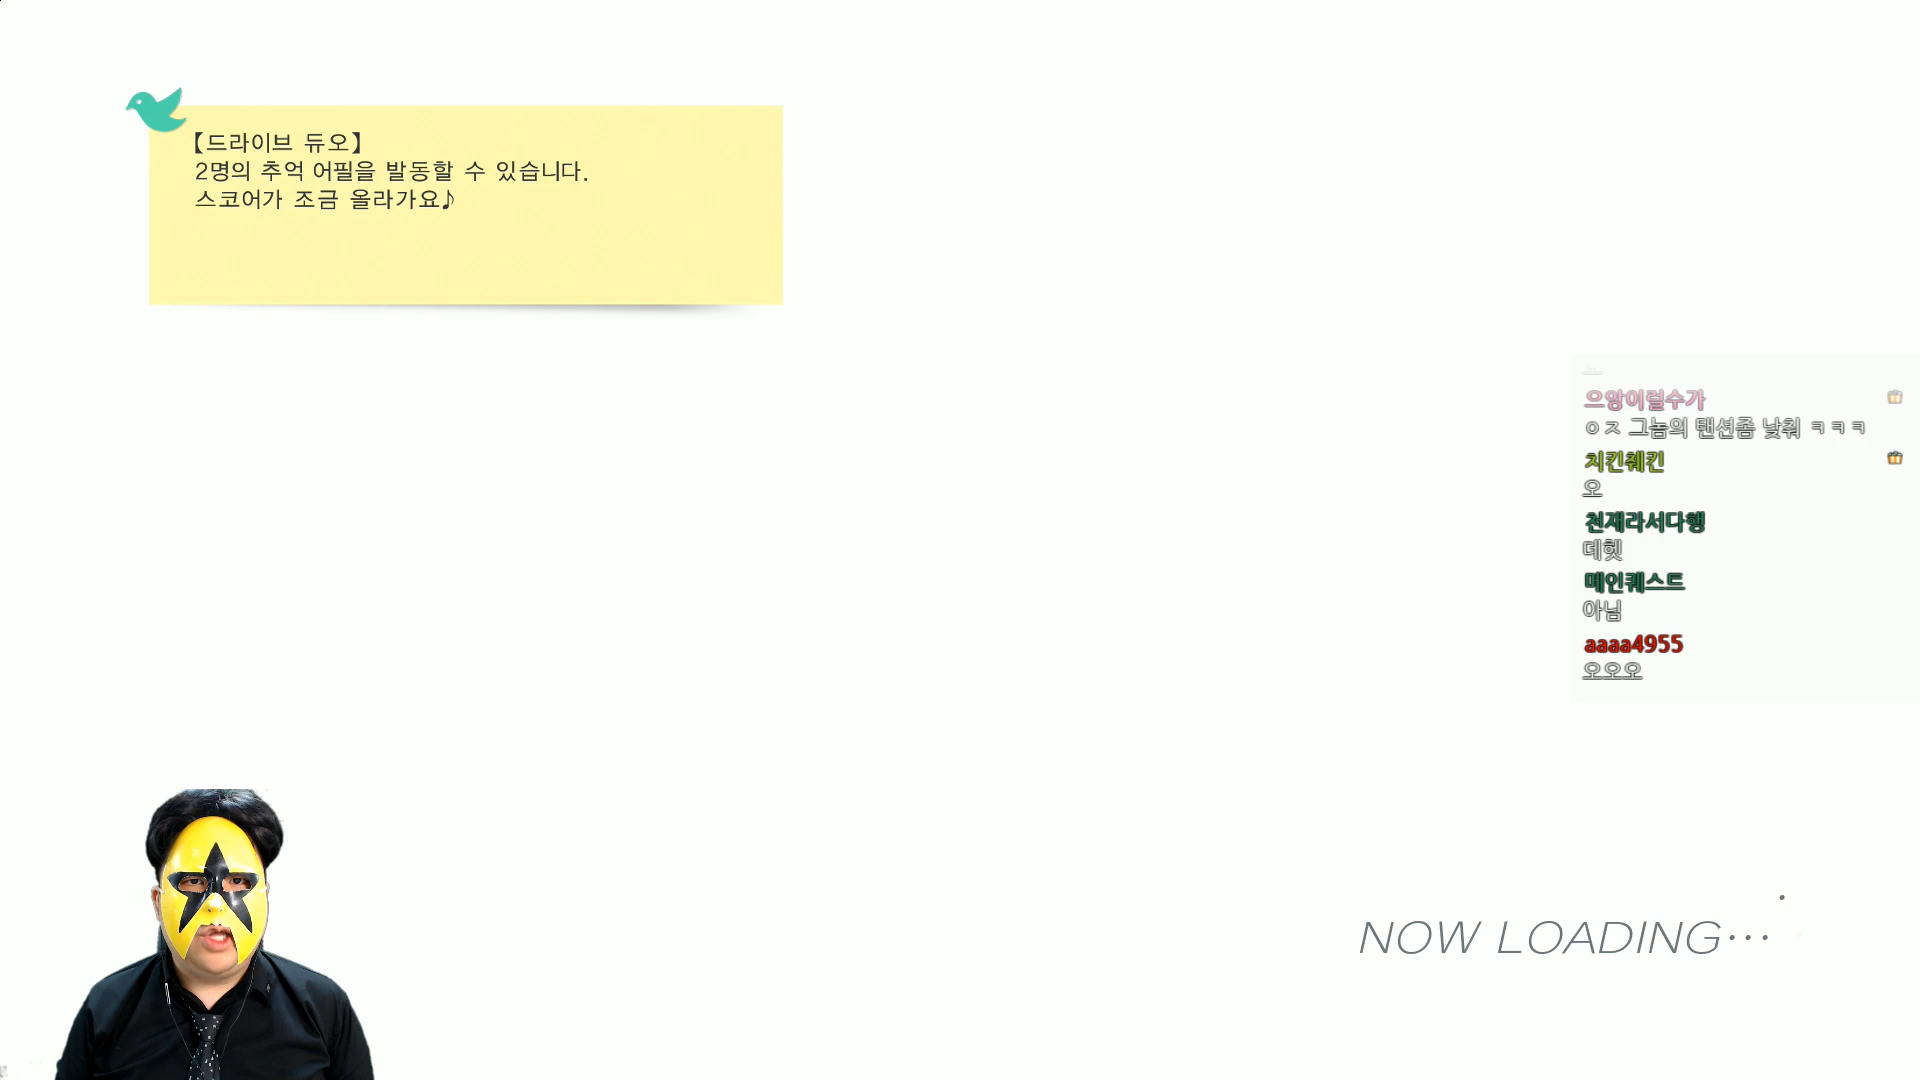 【드라이브 듀오】
2명의 추억 어필을 발동할 수 있습니다.
스코어가 조금 올라가요♪
으앙이럴수가
ㅇㅈ 그놈의 탠션좀 낮춰 ㅋㅋㅋ
치킨췌킨
오
천재라서다행
데헷
메인퀘스트
아님
aaaa4955
오오오
NOW LOADING…